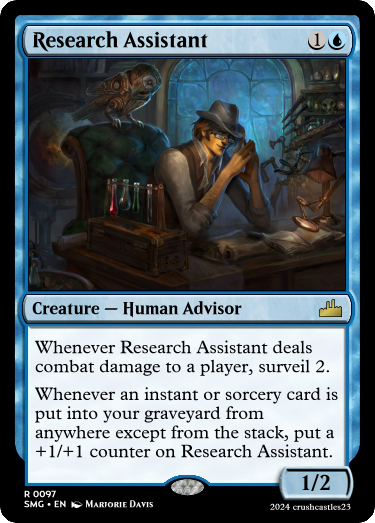 Research Assistant 1
Creature — Human Advisor
Whenever Research Assistant deals
combat damage to a player, surveil 2.
Whenever an instant or sorcery card is
put into your graveyard from
anywhere except from the stack, put a
+1/+1 counter on Research Assistant.
1/2
R 0097
SMG • EN Marjorie Davis
2024 crushcastles23